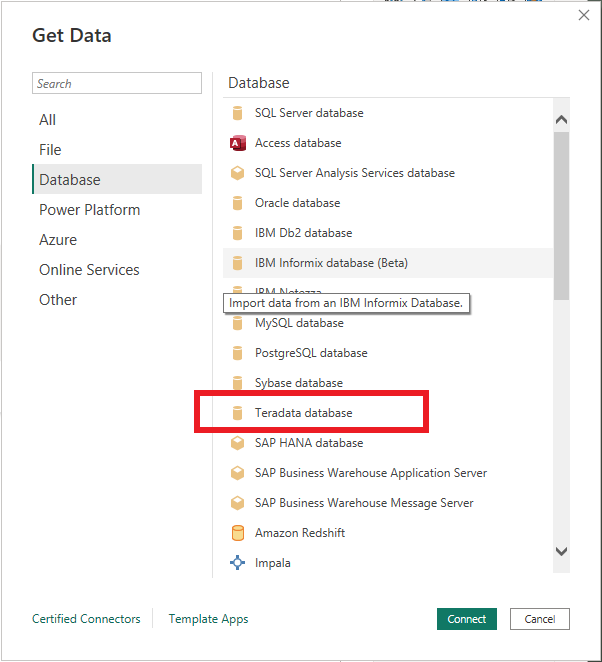 Get Data
Search
All
File
Database
Power Platform
Azure
Online Services
Other
Database
SQL Server database
Access database
SQL Server Analysis Services database
Oracle database
IBM Db2 database
IBM Informix database (Beta)
IBM Netezza
Import data from an IBM Informix Database.
MySQL database
PostgreSQL database
Sybase database
Teradata database
SAP HANA database
SAP Business Warehouse Application Server
SAP Business Warehouse Message Server
Amazon Redshift
Impala
Certified Connectors
Template Apps
Connect
Cancel